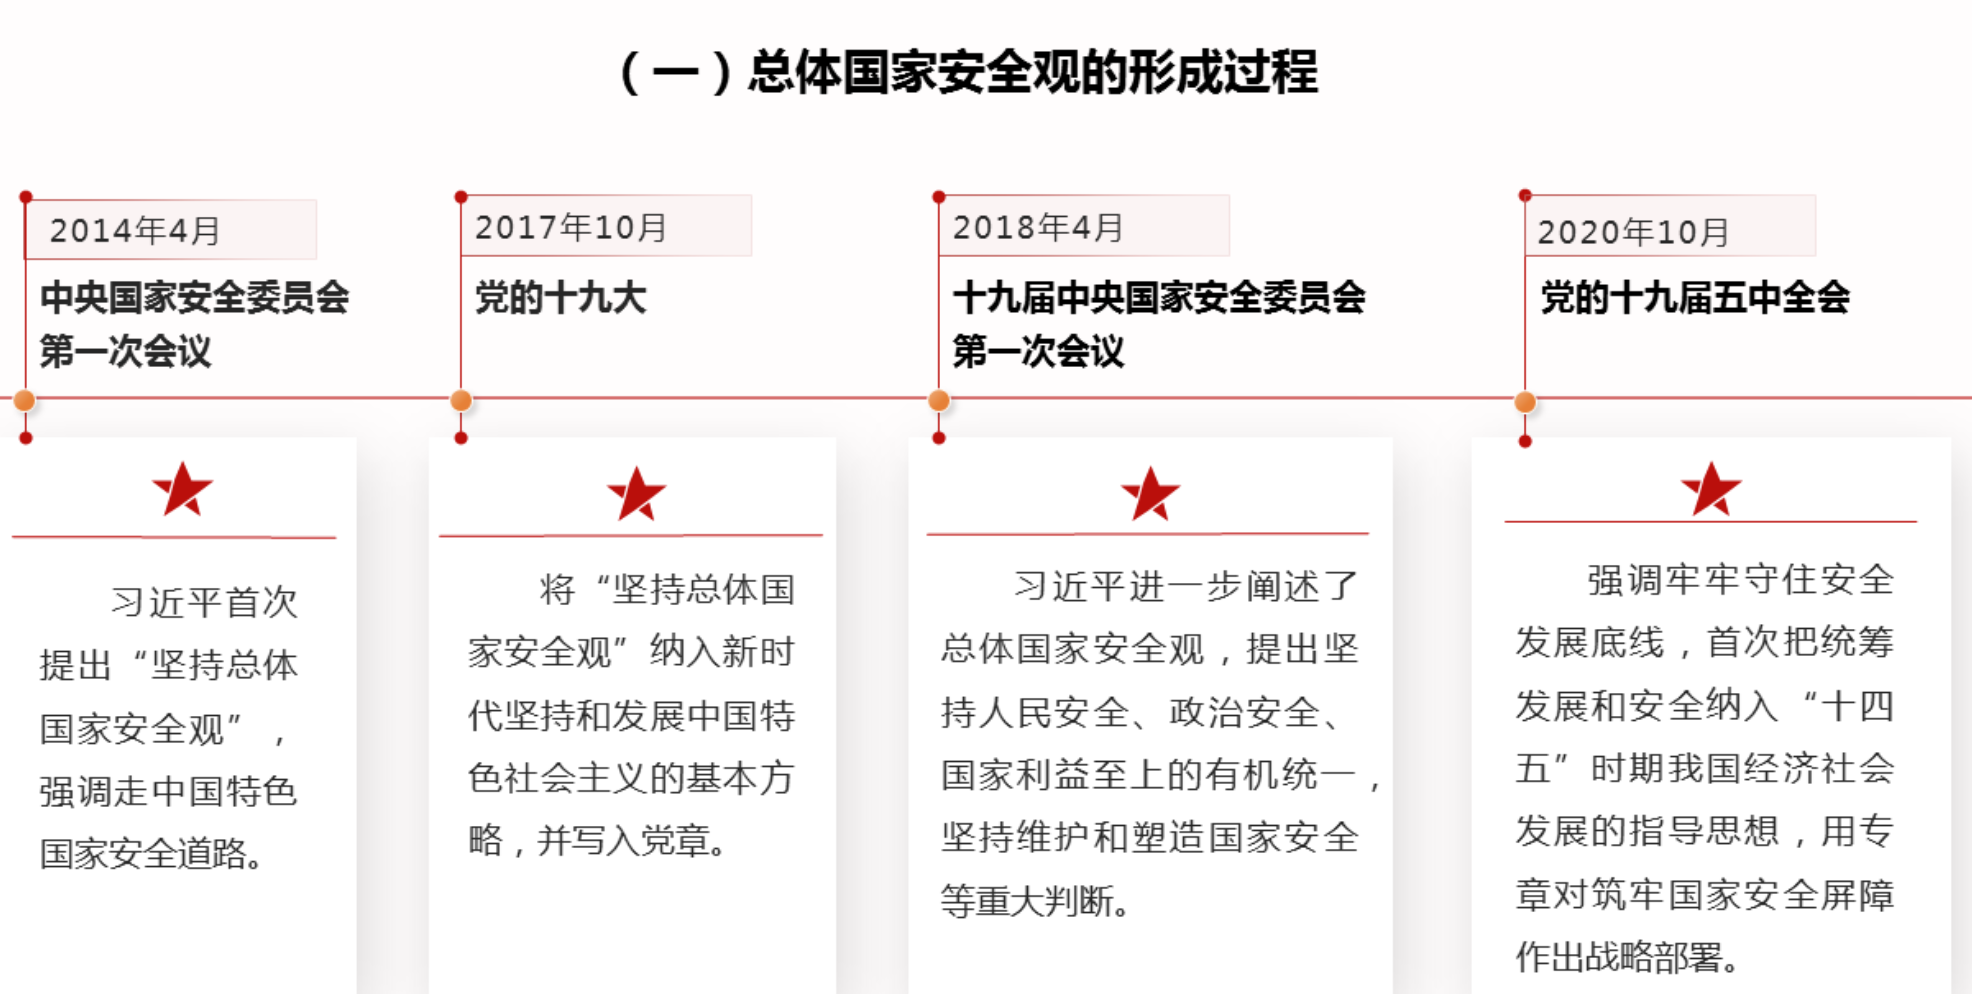 （一）总体国家安全观的形成过程
2014年4月
中央国家安全委员会
第一次会议
习近平首次
提出“坚持总体
国家安全观”，
强调走中国特色
国家安全道路。
2017年10月
党的十九大
将“坚持总体国
家安全观”纳入新时
代坚持和发展中国特
色社会主义的基本方
略，并写入党章。
2018年4月
十九届中央国家安全委员会
第一次会议
习近平进一步阐述了
总体国家安全观，提出坚
持人民安全、政治安全、
国家利益至上的有机统一，
坚持维护和塑造国家安全
等重大判断。
2020年10月
党的十九届五中全会
强调牢牢守住安全
发展底线，首次把统筹
发展和安全纳入“十四
五”时期我国经济社会
发展的指导思想，用专
章对筑牢国家安全屏障
作出战略部署。